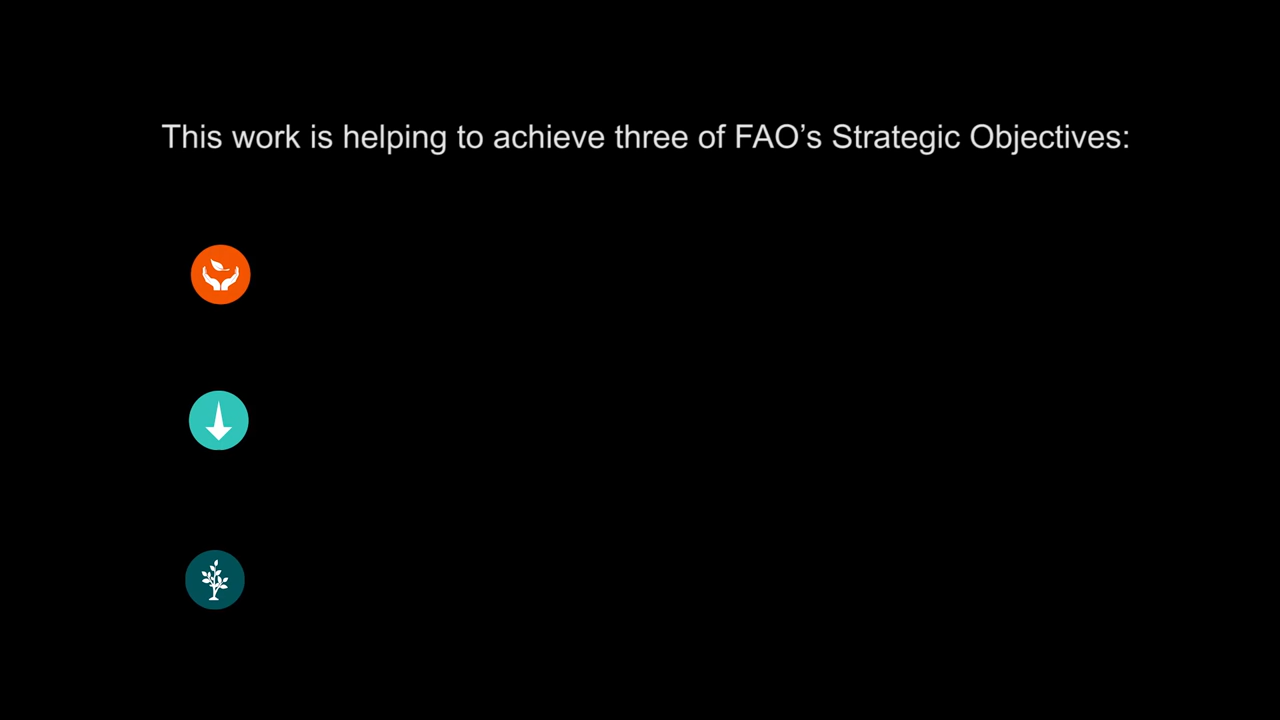 This work is helping to achieve three of FAO’s Strategic Objectives: